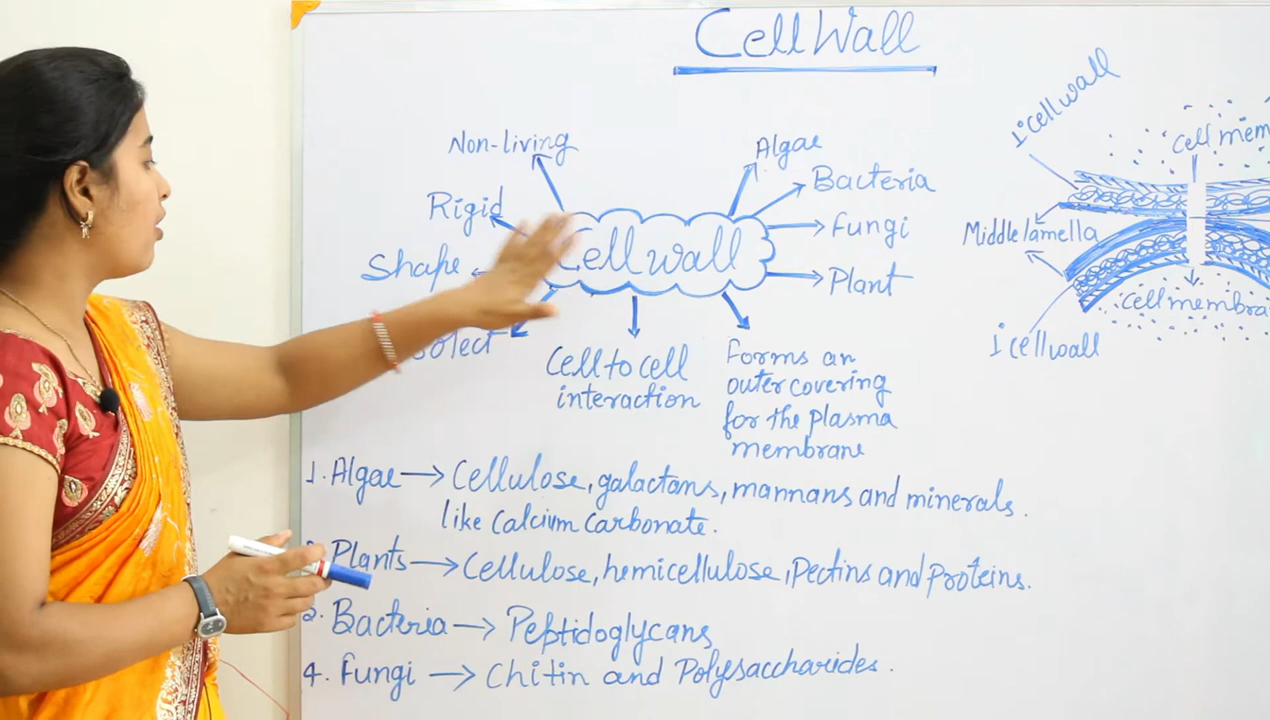 Cell Wall
Non-living
Rigid
Shape
Cell wall
Algae
Bacteria
Fungi
Plant
Cell to cell
interaction
Forms an
outer covering
for the plasma
membrane
1° cell wall
Cell mem
Middle lamella
Cell membra
1° cell wall
1. Algae → Cellulose, galactans, mannans and minerals.
like Calcium Carbonate.
Plants → Cellulose, hemicellulose, Pectins and Proteins.
Bacteria → Peptidoglycans
4. Fungi → Chitin and Polysaccharides.